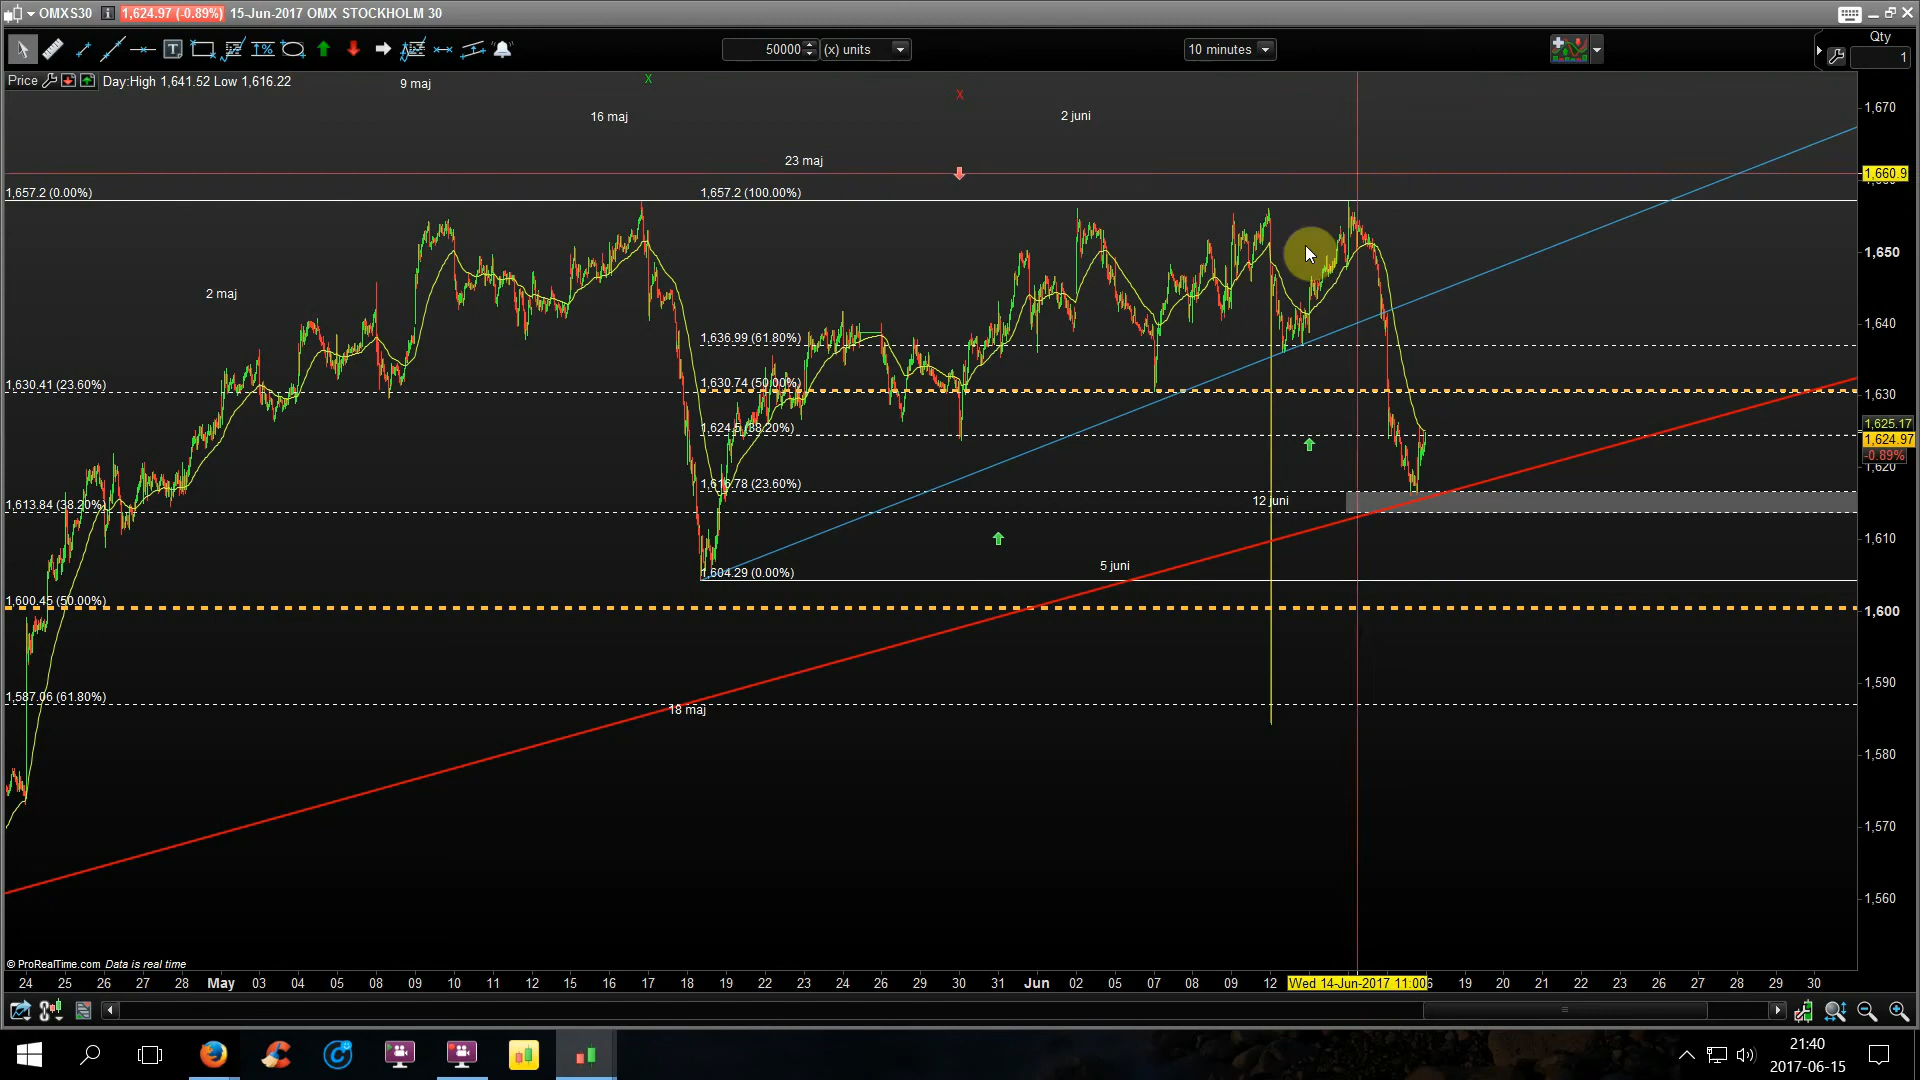 OMXS30 i 1,624.97 (-0.89%) 15-Jun-2017 OMX STOCKHOLM 30
50000 (x) units 10 minutes Qty
1
Price Day:High 1,641.52 Low 1,616.22
9 maj
X
X
16 maj
2 juni
23 maj
2 maj
12 juni
5 juni
18 maj
1,657.2 (0.00%)
1,630.41 (23.60%)
1,613.84 (38.20%)
1,600.45 (50.00%)
1,587.06 (61.80%)
1,657.2 (100.00%)
1,636.99 (61.80%)
1,630.74 (50.00%)
1,624.5 (38.20%)
1,616.78 (23.60%)
1,604.29 (0.00%)
1,670
1,660.9
1,650
1,640
1,630
1,625.17
1,624.97
-0.89%
1,620
1,610
1,600
1,590
1,580
1,570
1,560
© ProRealTime.com Data is real time
24 25 26 27 28 May 03 04 05 08 09 10 11 12 15 16 17 18 19 22 23 24 26 29 30 31 Jun 02 05 07 08 09 12 Wed 14-Jun-2017 11:00 6 19 20 21 22 23 26 27 28 29 30
21:40
2017-06-15